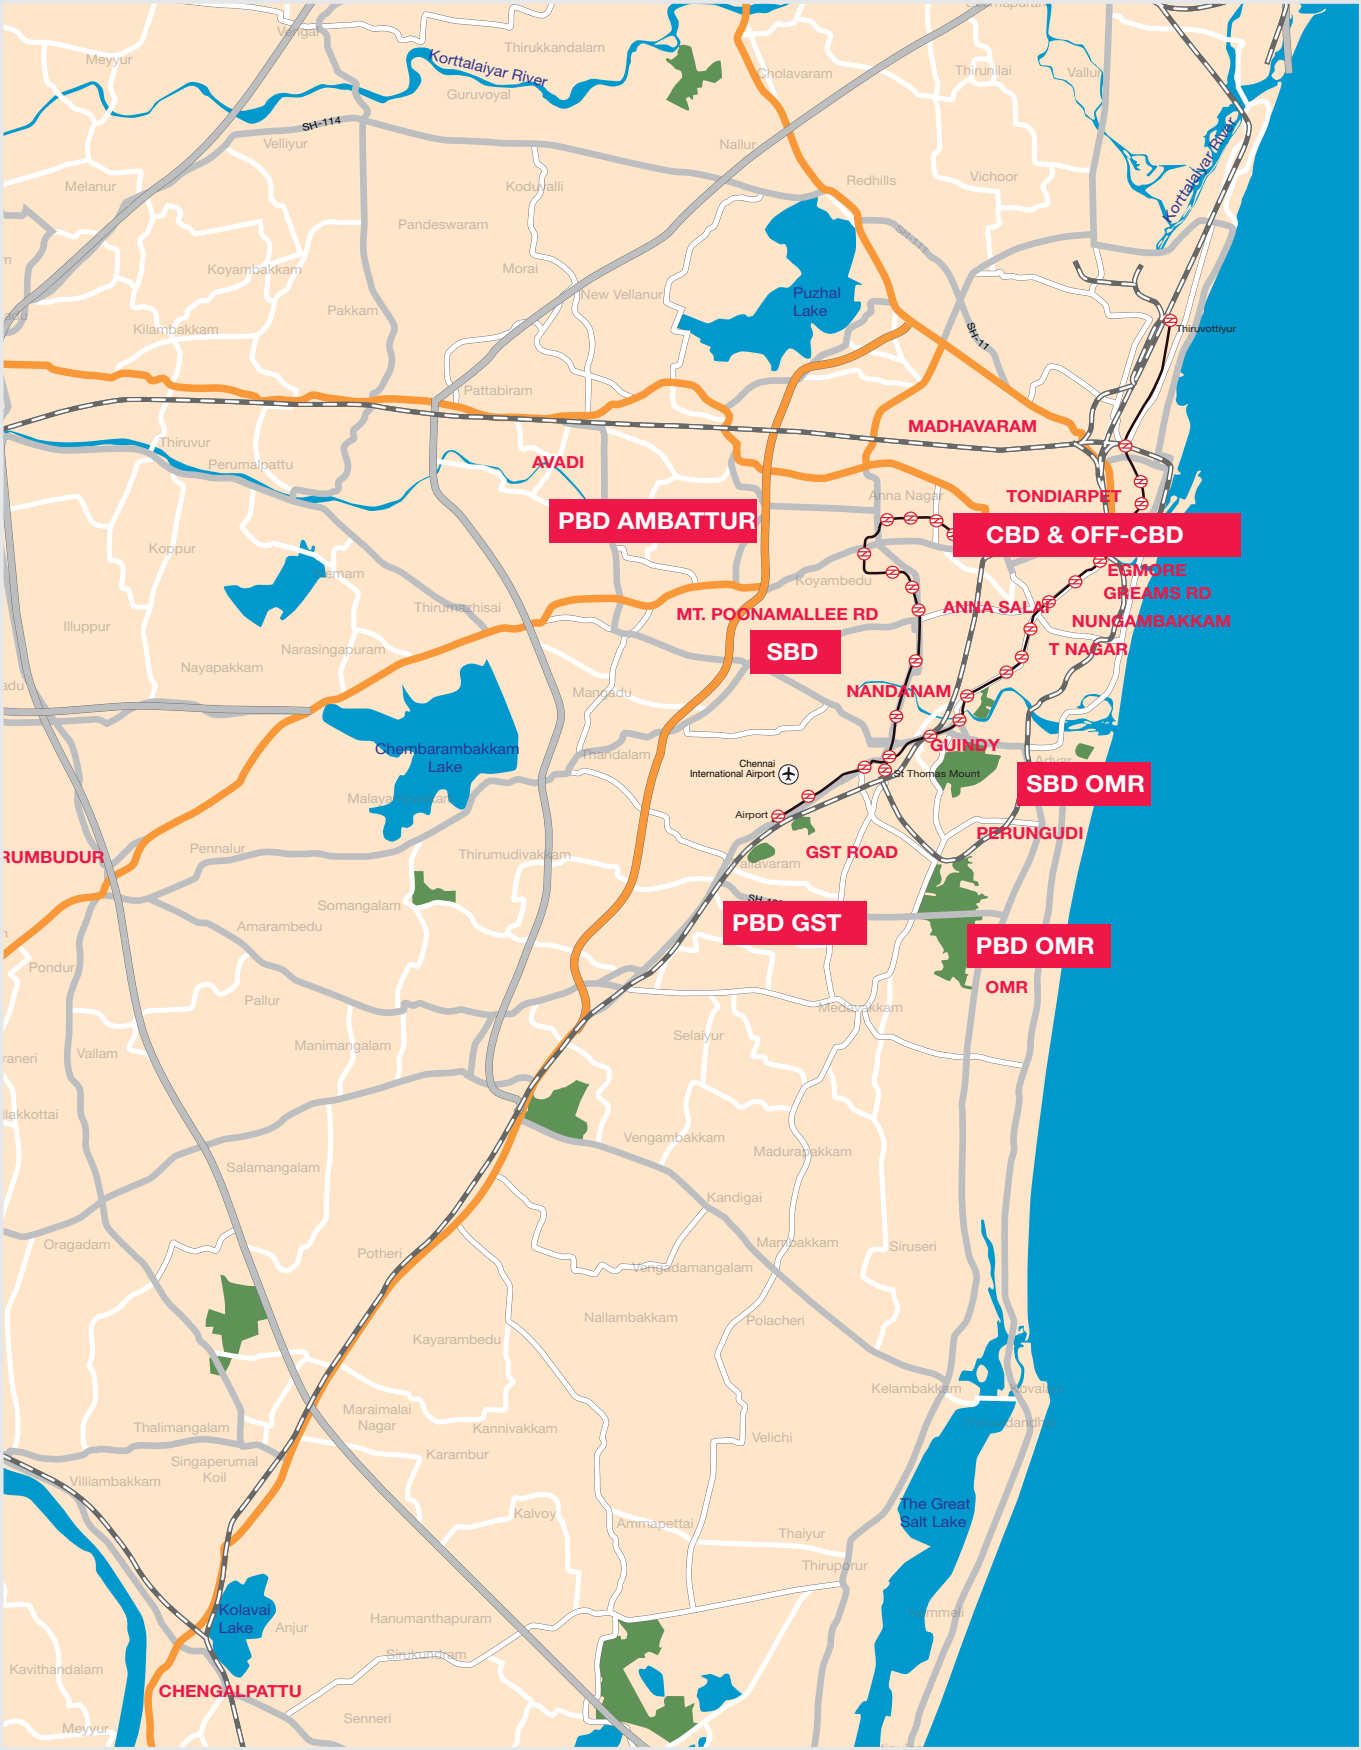 Vengal
Meyyur
Thirukkandalam
Korttalaiyar River
Guruvoyal
Cholavaram
Thirunilai
Vallur
SH-114
Velliyur
Nallur
Korttalaiyar River
Melanur
Koduvalli
Redhills
Vichoor
Pandeswaram
SH-111
Koyambakkam
Morai
New Vellanur
Puzhal
Lake
Pakkam
Kilambakkam
SH-11
Thiruvottiyur
Pattabiram
MADHAVARAM
Thiruvur
Perumalpattu
AVADI
Anna Nagar
TONDIARPET
PBD AMBATTUR
CBD & OFF-CBD
Koppur
Koyambedu
EGMORE
GREAMS RD
Thirumazhisai
MT. POONAMALLEE RD
ANNA SALAI
NUNGAMBAKKAM
Illuppur
Narasingapuram
SBD
T NAGAR
Nayapakkam
Mangadu
NANDANAM
Chembarambakkam
Lake
Thandalam
GUINDY
Adyar
Chennai
International Airport
St Thomas Mount
SBD OMR
Airport
PERUNGUDI
RUMBUDUR
Pennalur
Thirumudivakkam
GST ROAD
Pallavaram
Somangalam
Amarambedu
PBD GST
PBD OMR
Pondur
OMR
Pallur
Medavakkam
Manimangalam
Selaiyur
Vallam
raneri
llakkottai
Vengambakkam
Madurapakkam
Salamangalam
Kandigai
Oragadam
Potheri
Mambakkam
Siruseri
Vengadamangalam
Nallambakkam
Polacheri
Kayarambedu
Kelambakkam
Maraimalai
Nagar
Thalimangalam
Kannivakkam
Velichi
Karambur
Singaperumal
Koil
Villiambakkam
The Great
Salt Lake
Kalvoy
Ammapettai
Thaiyur
Thiruporur
Kolavai
Lake
Anjur
Hanumanthapuram
Sirukundram
Kavithandalam
CHENGALPATTU
Senneri
Meyyur